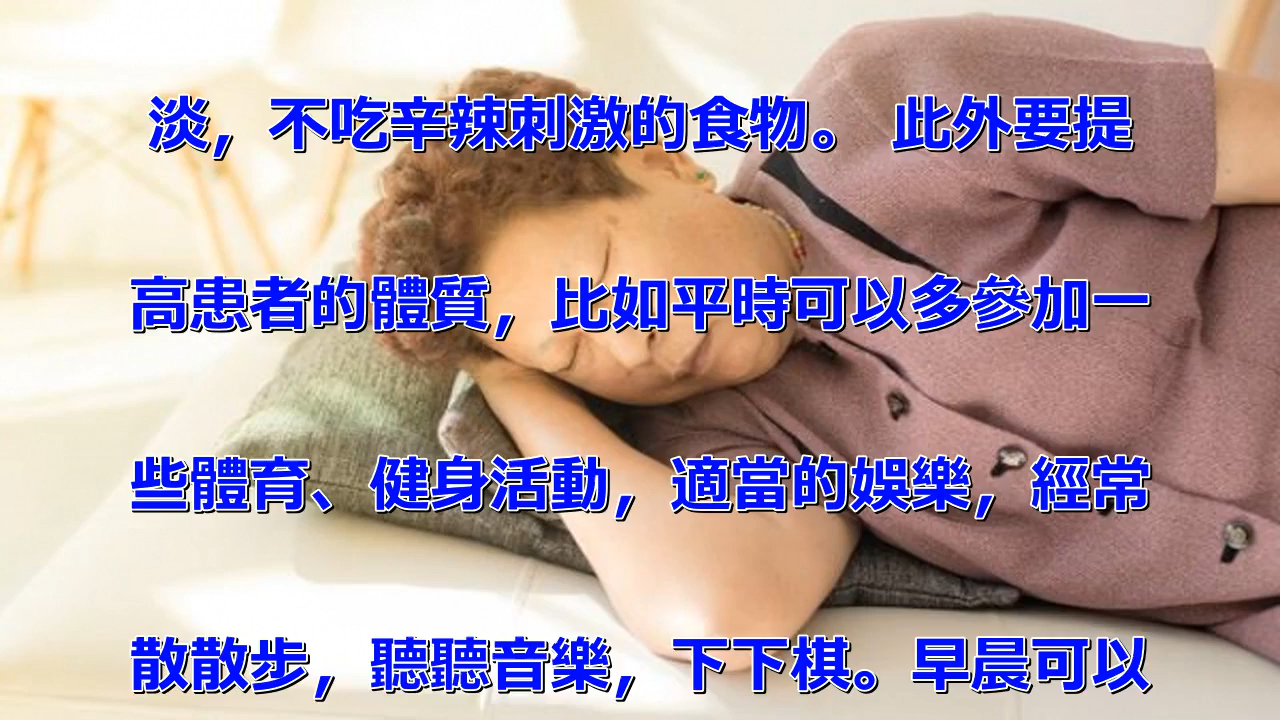 淡，不吃辛辣刺激的食物。 此外要提
高患者的體質，比如平時可以多參加一
些體育、健身活動，適當的娛樂，經常
散散步，聽聽音樂，下下棋。早晨可以